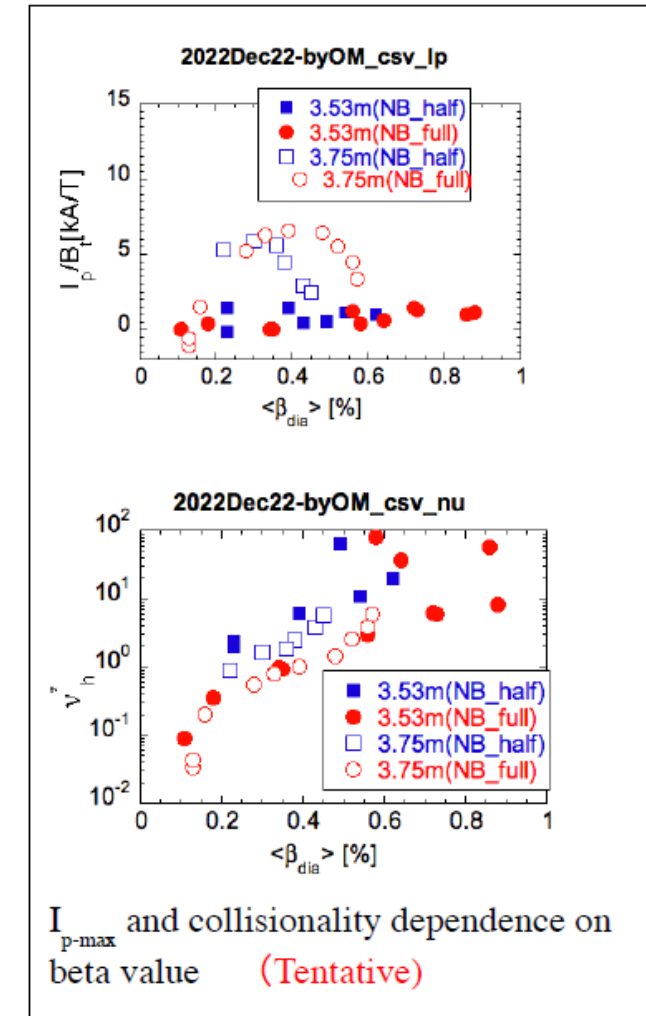 2022Dec22-byOM_csv_Ip
15
10
5
0
I_p/B_t[kA/T]
3.53m(NB_half)
3.53m(NB_full)
3.75m(NB_half)
3.75m(NB_full)
0 0.2 0.4 0.6 0.8 1
<β_dia> [%]
2022Dec22-byOM_csv_nu
10^2
10^1
10^0
10^-1
10^-2
ν*_h
3.53m(NB_half)
3.53m(NB_full)
3.75m(NB_half)
3.75m(NB_full)
0 0.2 0.4 0.6 0.8 1
<β_dia> [%]
I_p-max and collisionality dependence on
beta value (Tentative)